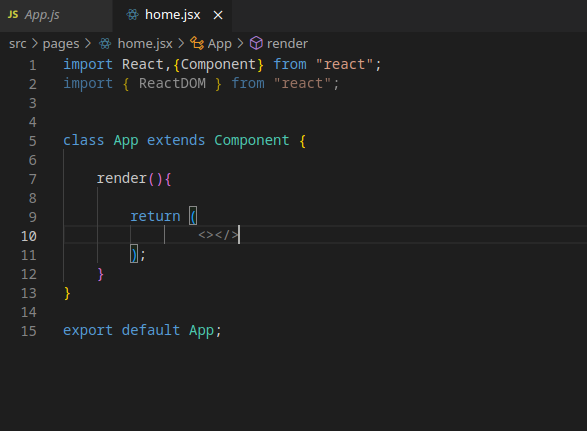 JS App.js home.jsx ×
src > pages > home.jsx > App > render
1 import React,{Component} from "react";
2 import { ReactDOM } from "react";
3
4
5 class App extends Component {
6
7 render(){
8
9 return (
10 <></>
11 );
12 }
13 }
14
15 export default App;